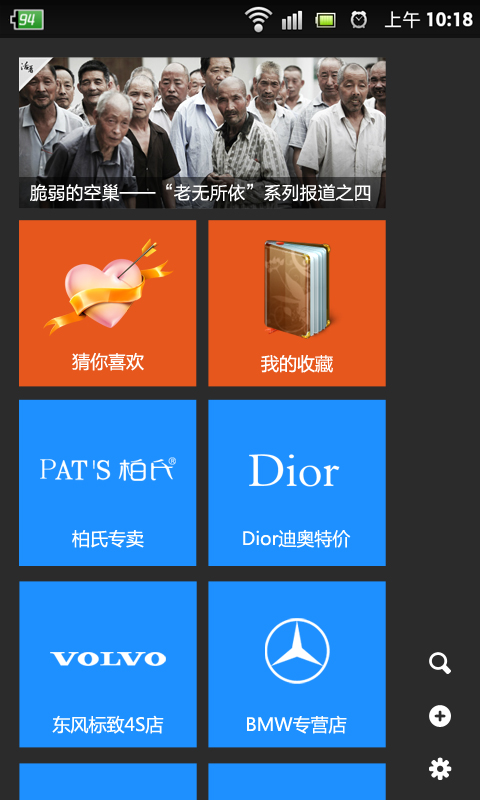 94
上午 10:18
脆弱的空巢——“老无所依”系列报道之四
猜你喜欢
我的收藏
PAT'S 柏氏®
柏氏专卖
Dior
Dior迪奥特价
VOLVO
东风标致4S店
BMW专营店